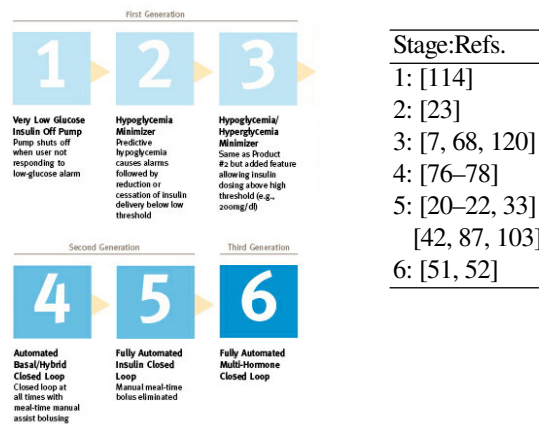 First Generation
1
2
3
Very Low Glucose
Insulin Off Pump
Pump shuts off
when user not
responding to
low-glucose alarm
Hypoglycemia
Minimizer
Predictive
hypoglycemia
causes alarms
followed by
reduction or
cessation of insulin
delivery below low
threshold
Hypoglycemia/
Hyperglycemia
Minimizer
Same as Product
#2 but added feature
allowing insulin
dosing above high
threshold (e.g.,
200mg/dl)
Second Generation
Third Generation
4
5
6
Automated
Basal/Hybrid
Closed Loop
Closed loop at
all times with
meal-time manual
assist bolusing
Fully Automated
Insulin Closed
Loop
Manual meal-time
bolus eliminated
Fully Automated
Multi-Hormone
Closed Loop
Stage:Refs.
1: [114]
2: [23]
3: [7, 68, 120]
4: [76–78]
5: [20–22, 33]
[42, 87, 103]
6: [51, 52]